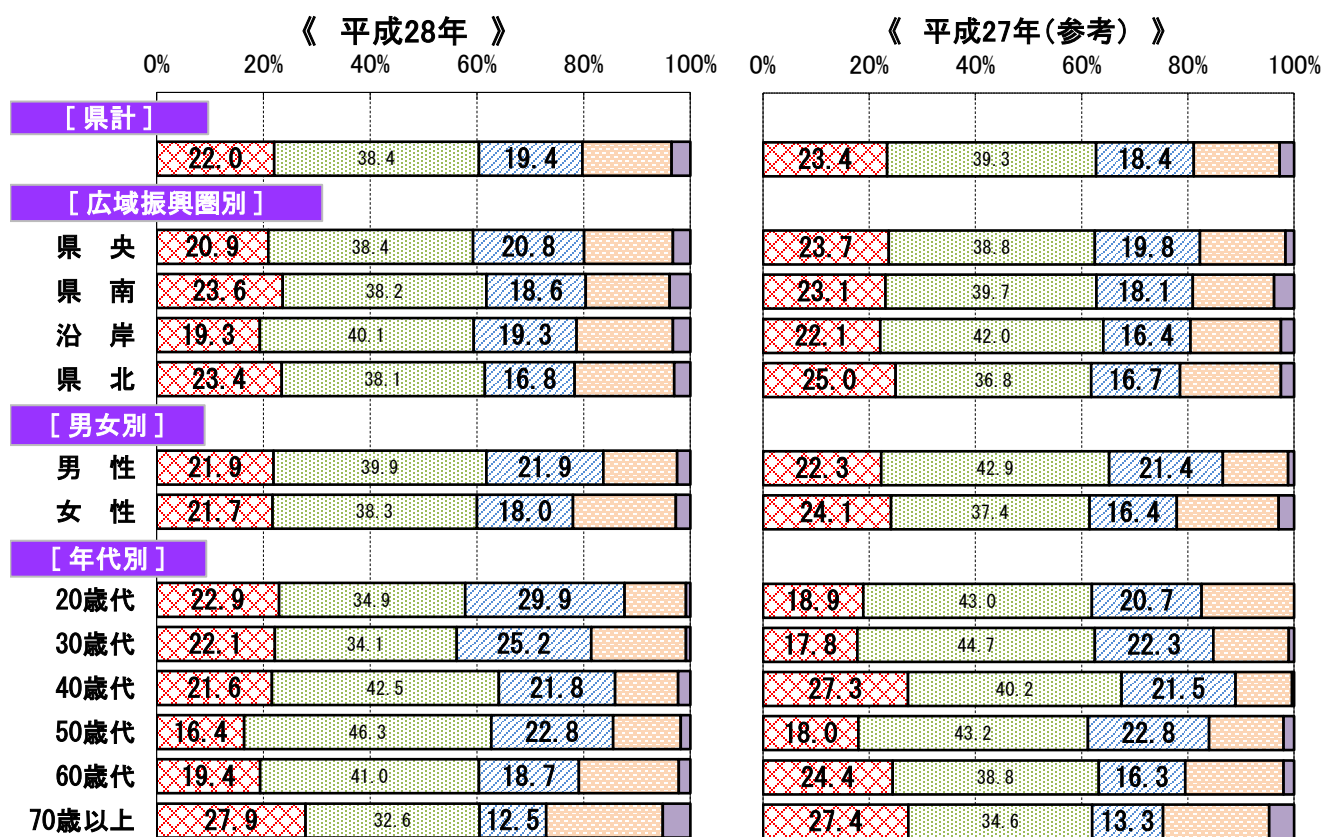 《 平成28年 》 《 平成27年(参考) 》
0% 20% 40% 60% 80% 100% 0% 20% 40% 60% 80% 100%
[ 県計 ]
22.0 38.4 19.4 23.4 39.3 18.4
[ 広域振興圏別 ]
県 央 20.9 38.4 20.8 23.7 38.8 19.8
県 南 23.6 38.2 18.6 23.1 39.7 18.1
沿 岸 19.3 40.1 19.3 22.1 42.0 16.4
県 北 23.4 38.1 16.8 25.0 36.8 16.7
[ 男女別 ]
男 性 21.9 39.9 21.9 22.3 42.9 21.4
女 性 21.7 38.3 18.0 24.1 37.4 16.4
[ 年代別 ]
20歳代 22.9 34.9 29.9 18.9 43.0 20.7
30歳代 22.1 34.1 25.2 17.8 44.7 22.3
40歳代 21.6 42.5 21.8 27.3 40.2 21.5
50歳代 16.4 46.3 22.8 18.0 43.2 22.8
60歳代 19.4 41.0 18.7 24.4 38.8 16.3
70歳以上 27.9 32.6 12.5 27.4 34.6 13.3